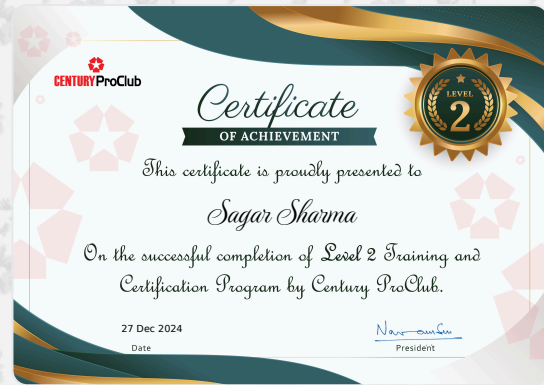 CENTURY ProClub
Certificate
OF ACHIEVEMENT
LEVEL
2
This certificate is proudly presented to
Sagar Sharma
On the successful completion of Level 2 Training and
Certification Program by Century ProClub.
27 Dec 2024
Date
President